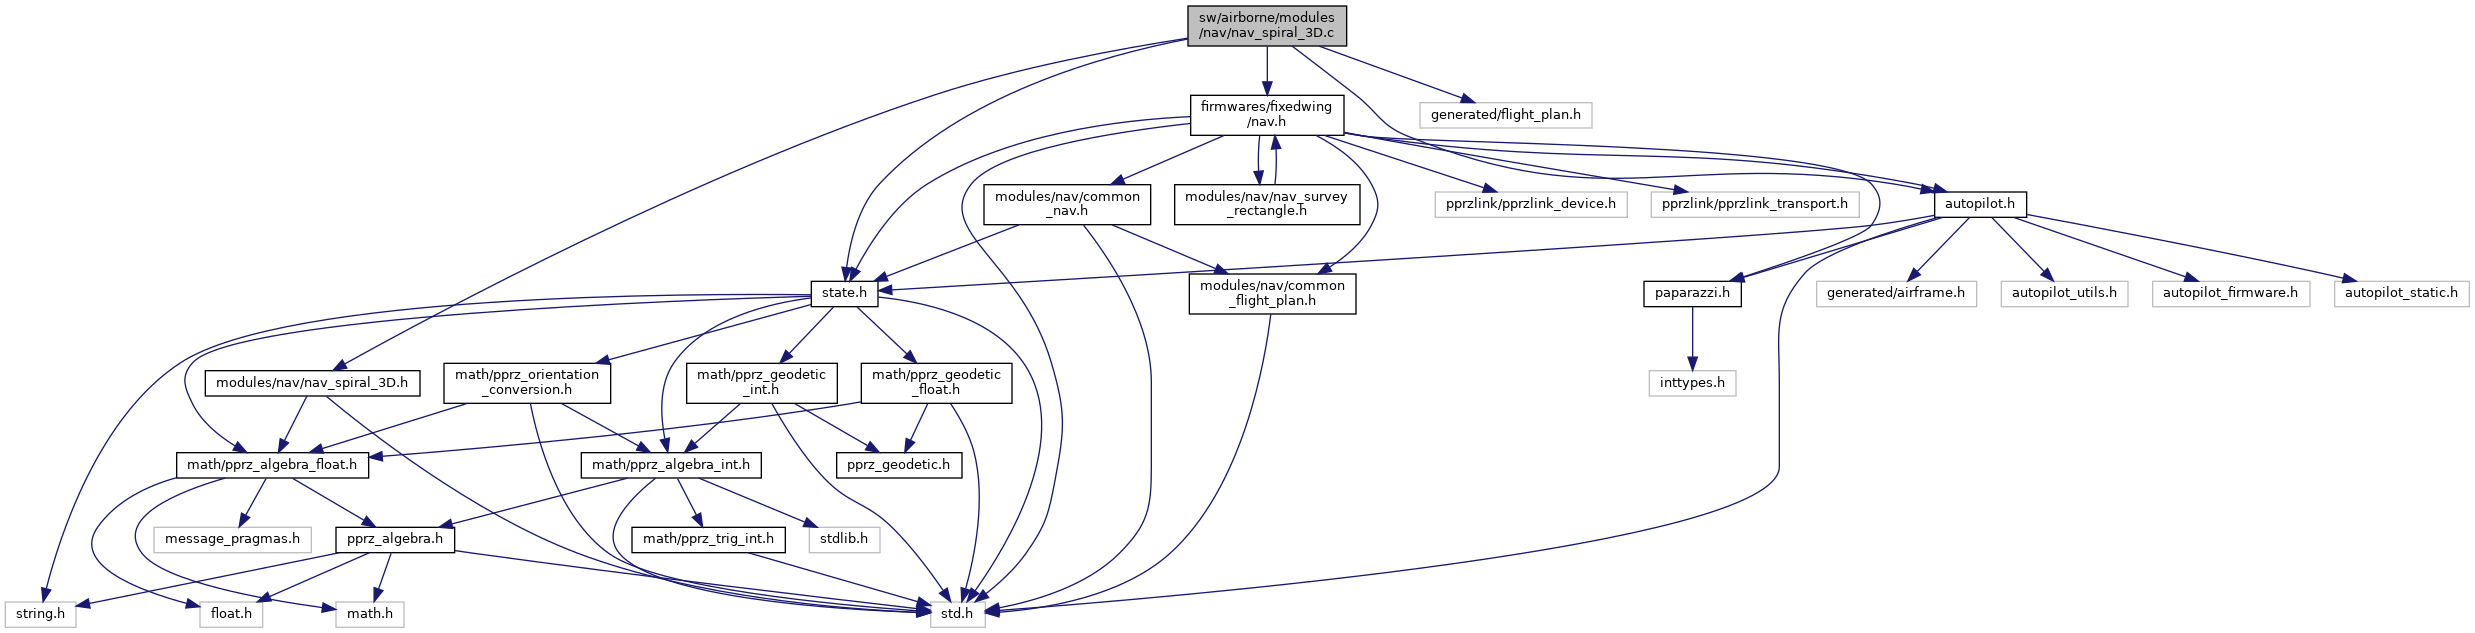 sw/airborne/modules
/nav/nav_spiral_3D.c
firmwares/fixedwing
/nav.h
generated/flight_plan.h
modules/nav/common
_nav.h
modules/nav/nav_survey
_rectangle.h
pprzlink/pprzlink_device.h
pprzlink/pprzlink_transport.h
autopilot.h
state.h
modules/nav/common
_flight_plan.h
paparazzi.h
generated/airframe.h
autopilot_utils.h
autopilot_firmware.h
autopilot_static.h
modules/nav/nav_spiral_3D.h
math/pprz_orientation
_conversion.h
math/pprz_geodetic
_int.h
math/pprz_geodetic
_float.h
inttypes.h
math/pprz_algebra_float.h
math/pprz_algebra_int.h
pprz_geodetic.h
message_pragmas.h
pprz_algebra.h
math/pprz_trig_int.h
stdlib.h
string.h
float.h
math.h
std.h